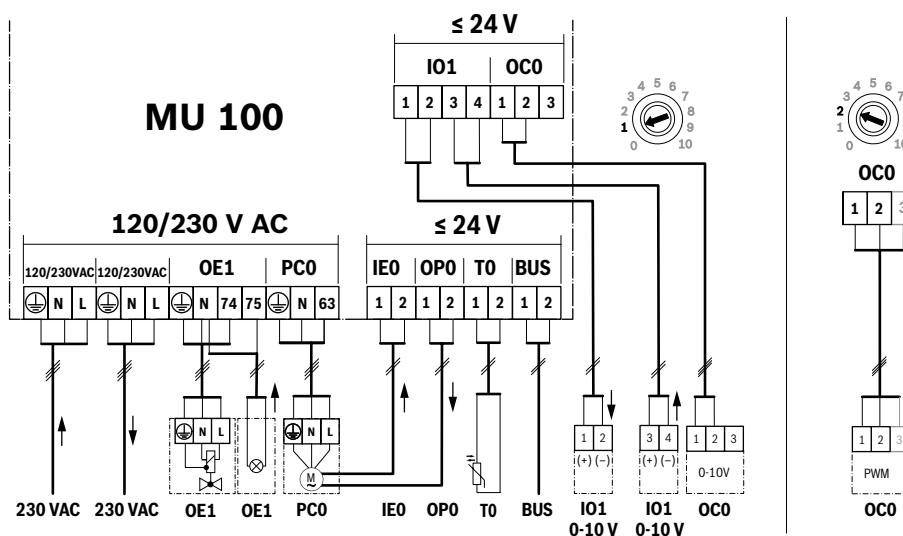 ≤ 24 V
IO1 OC0
1 2 3 4 1 2 3
MU 100
0 1 2 3 4 5 6 7 8 9 10
0 1 2 3 4 5 6 7 10
OC0
1 2 3
120/230 V AC
≤ 24 V
120/230VAC 120/230VAC OE1 PC0 IE0 OP0 T0 BUS
N L N L N 74 75 N 63 1 2 1 2 1 2 1 2
N L N L
M
1 2 3 4 1 2 3
(+) (−) (+) (−)
0-10V
1 2 3
PWM
230 VAC 230 VAC OE1 OE1 PC0 IE0 OP0 T0 BUS IO1 IO1 OC0 OC0
0-10 V 0-10 V